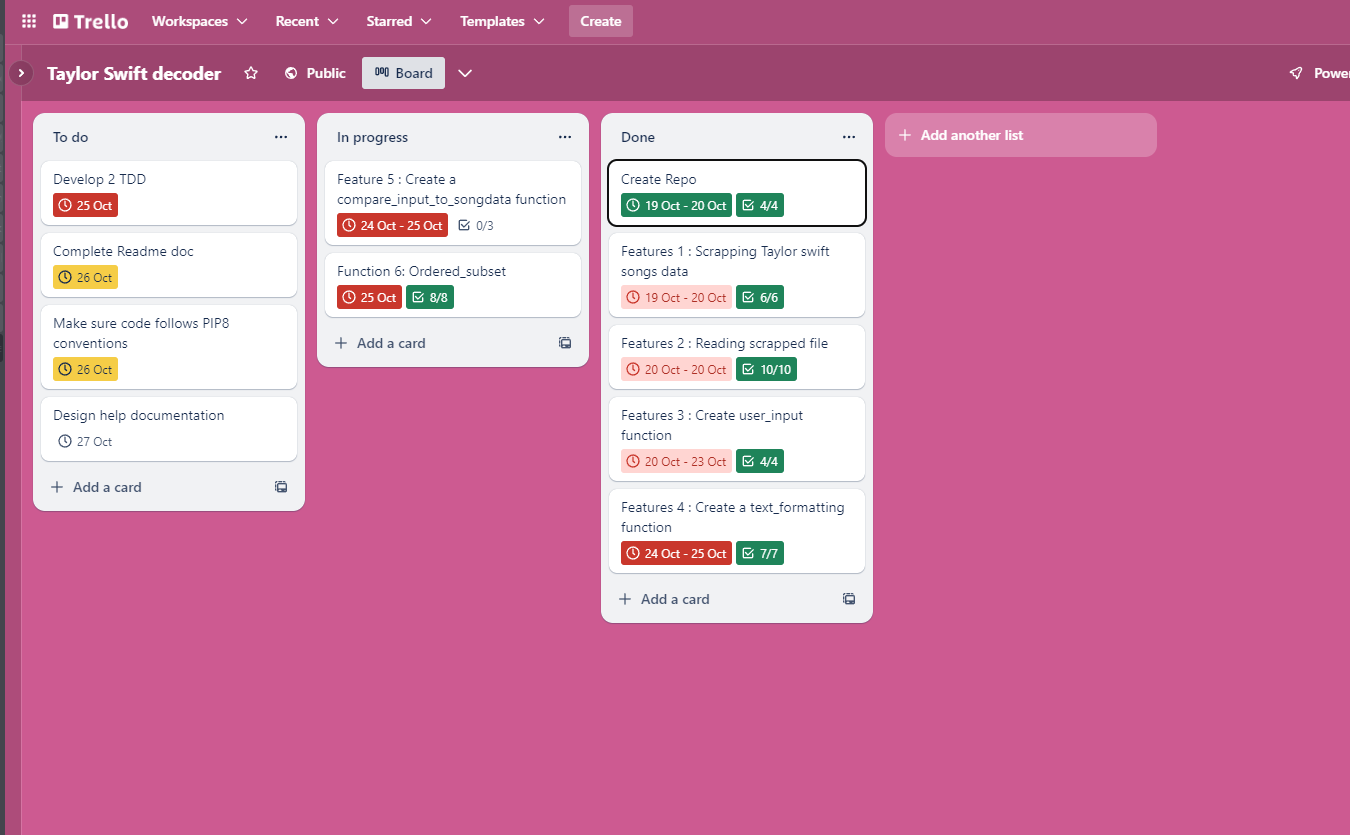 Trello Workspaces Recent Starred Templates Create
Taylor Swift decoder Public Board
To do
Develop 2 TDD
25 Oct
Complete Readme doc
26 Oct
Make sure code follows PIP8
conventions
26 Oct
Design help documentation
27 Oct
Add a card
In progress
Feature 5 : Create a
compare_input_to_songdata function
24 Oct - 25 Oct 0/3
Function 6: Ordered_subset
25 Oct 8/8
Add a card
Done
Create Repo
19 Oct - 20 Oct 4/4
Features 1 : Scrapping Taylor swift
songs data
19 Oct - 20 Oct 6/6
Features 2 : Reading scrapped file
20 Oct - 20 Oct 10/10
Features 3 : Create user_input
function
20 Oct - 23 Oct 4/4
Features 4 : Create a text_formatting
function
24 Oct - 25 Oct 7/7
Add a card
Add another list